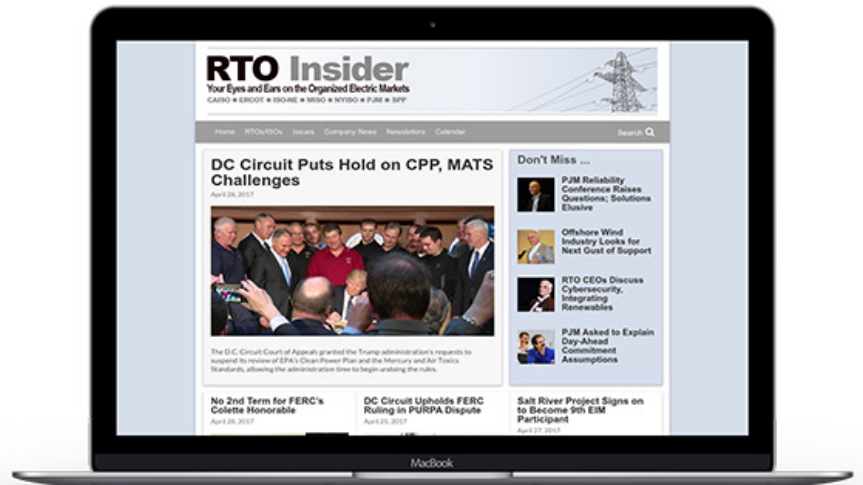 RTO Insider
Your Eyes and Ears on the Organized Electric Markets
CAISO ■ ERCOT ■ ISO-NE ■ MISO ■ NYISO ■ PJM ■ SPP
Home RTOs/ISOs Issues Company News Newsletters Calendar Search
DC Circuit Puts Hold on CPP, MATS
Challenges
April 28, 2017
The D.C. Circuit Court of Appeals granted the Trump administration's requests to
suspend its review of EPA's Clean Power Plan and the Mercury and Air Toxics
Standards, allowing the administration time to begin undoing the rules.
Don't Miss ...
PJM Reliability
Conference Raises
Questions; Solutions
Elusive
Offshore Wind
Industry Looks for
Next Gust of Support
RTO CEOs Discuss
Cybersecurity,
Integrating
Renewables
PJM Asked to Explain
Day-Ahead
Commitment
Assumptions
No 2nd Term for FERC's
Colette Honorable
April 28, 2017
DC Circuit Upholds FERC
Ruling in PURPA Dispute
April 25, 2017
Salt River Project Signs on
to Become 9th EIM
Participant
April 27, 2017
MacBook